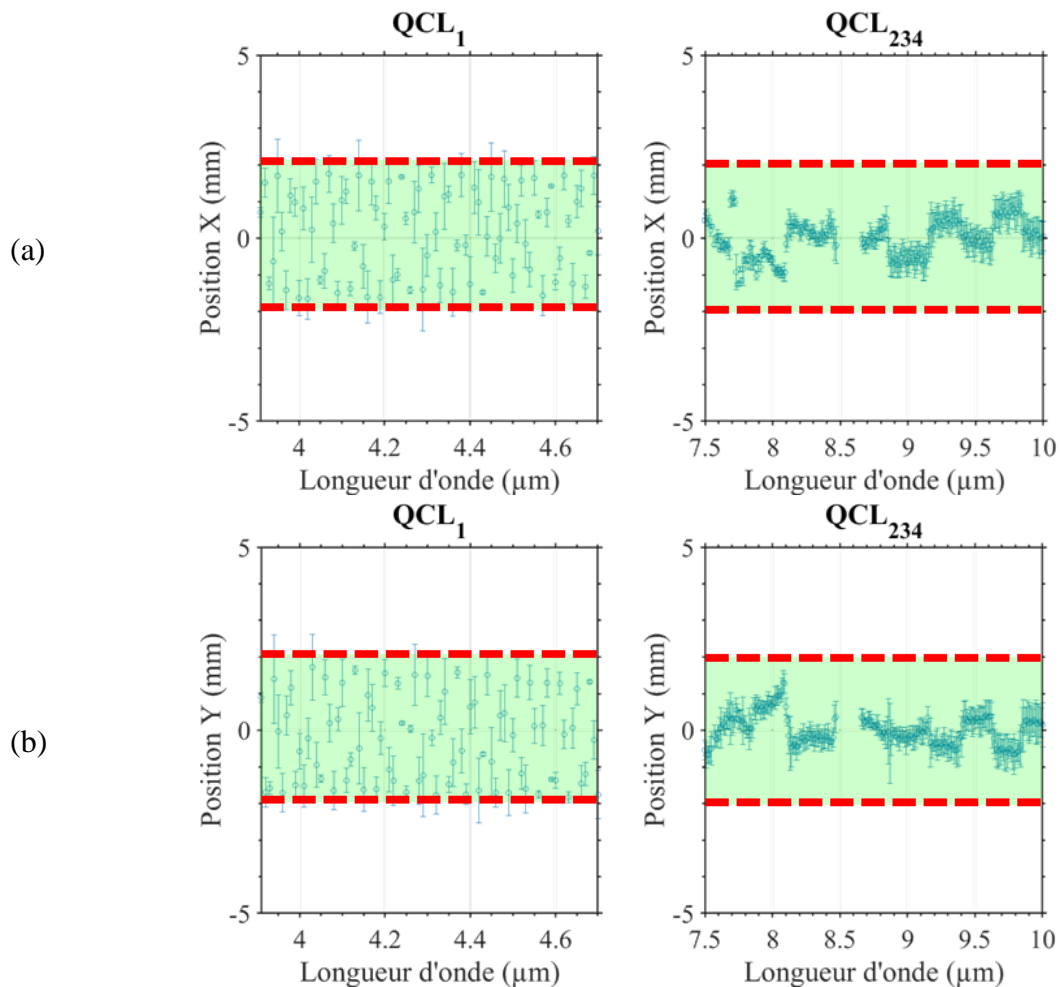 QCL1
QCL234
(a)
Position X (mm)
5
0
-5
4
4.2
4.4
4.6
Longueur d'onde (µm)
Position X (mm)
5
0
-5
7.5
8
8.5
9
9.5
10
Longueur d'onde (µm)
QCL1
QCL234
(b)
Position Y (mm)
5
0
-5
4
4.2
4.4
4.6
Longueur d'onde (µm)
Position Y (mm)
5
0
-5
7.5
8
8.5
9
9.5
10
Longueur d'onde (µm)